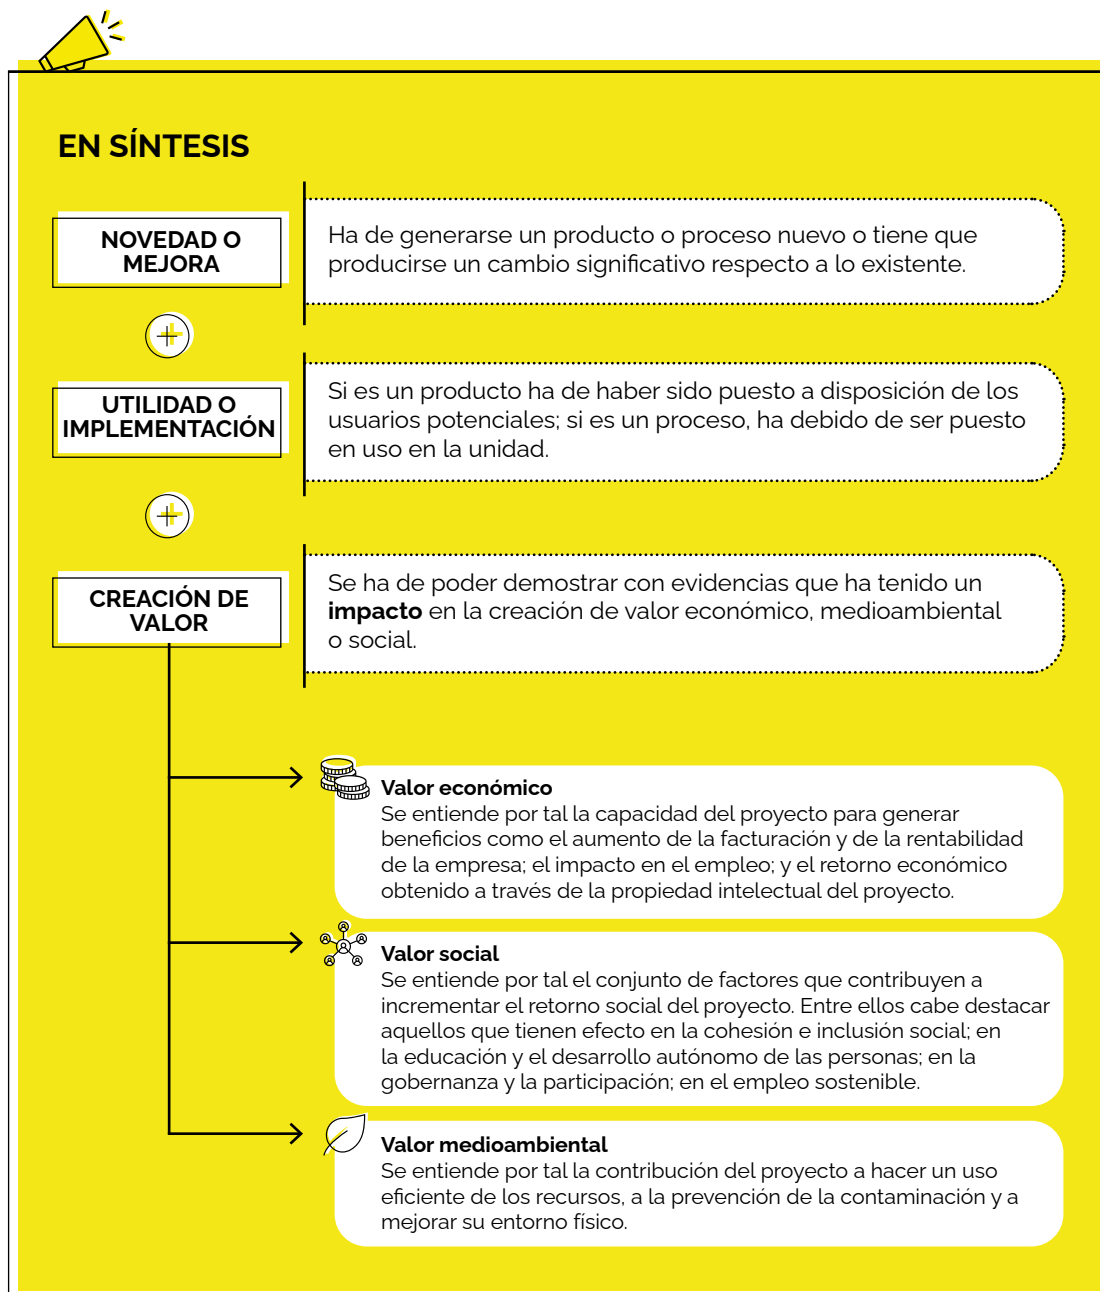 EN SÍNTESIS
NOVEDAD O
MEJORA
Ha de generarse un producto o proceso nuevo o tiene que
producirse un cambio significativo respecto a lo existente.
UTILIDAD O
IMPLEMENTACIÓN
Si es un producto ha de haber sido puesto a disposición de los
usuarios potenciales; si es un proceso, ha debido de ser puesto
en uso en la unidad.
CREACIÓN DE
VALOR
Se ha de poder demostrar con evidencias que ha tenido un
impacto en la creación de valor económico, medioambiental
o social.
Valor económico
Se entiende por tal la capacidad del proyecto para generar
beneficios como el aumento de la facturación y de la rentabilidad
de la empresa; el impacto en el empleo; y el retorno económico
obtenido a través de la propiedad intelectual del proyecto.
Valor social
Se entiende por tal el conjunto de factores que contribuyen a
incrementar el retorno social del proyecto. Entre ellos cabe destacar
aquellos que tienen efecto en la cohesión e inclusión social; en
la educación y el desarrollo autónomo de las personas; en la
gobernanza y la participación; en el empleo sostenible.
Valor medioambiental
Se entiende por tal la contribución del proyecto a hacer un uso
eficiente de los recursos, a la prevención de la contaminación y a
mejorar su entorno físico.